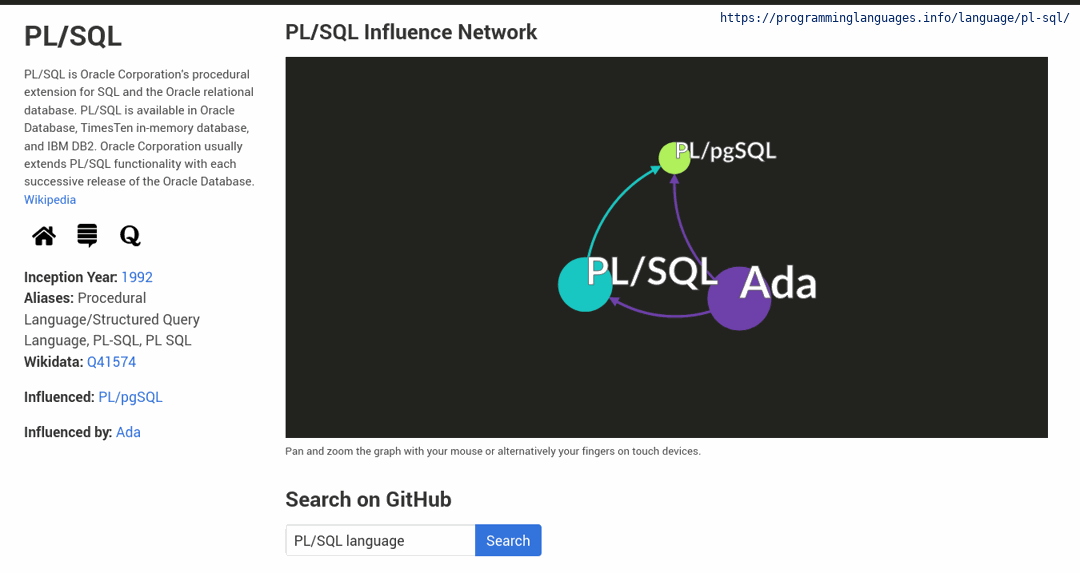 https://programminglanguages.info/language/pl-sql/
PL/SQL
PL/SQL is Oracle Corporation's procedural
extension for SQL and the Oracle relational
database. PL/SQL is available in Oracle
Database, TimesTen in-memory database,
and IBM DB2. Oracle Corporation usually
extends PL/SQL functionality with each
successive release of the Oracle Database.
Wikipedia
Inception Year: 1992
Aliases: Procedural
Language/Structured Query
Language, PL-SQL, PL SQL
Wikidata: Q41574
Influenced: PL/pgSQL
Influenced by: Ada
PL/SQL Influence Network
PL/pgSQL
PL/SQL
Ada
Pan and zoom the graph with your mouse or alternatively your fingers on touch devices.
Search on GitHub
PL/SQL language
Search